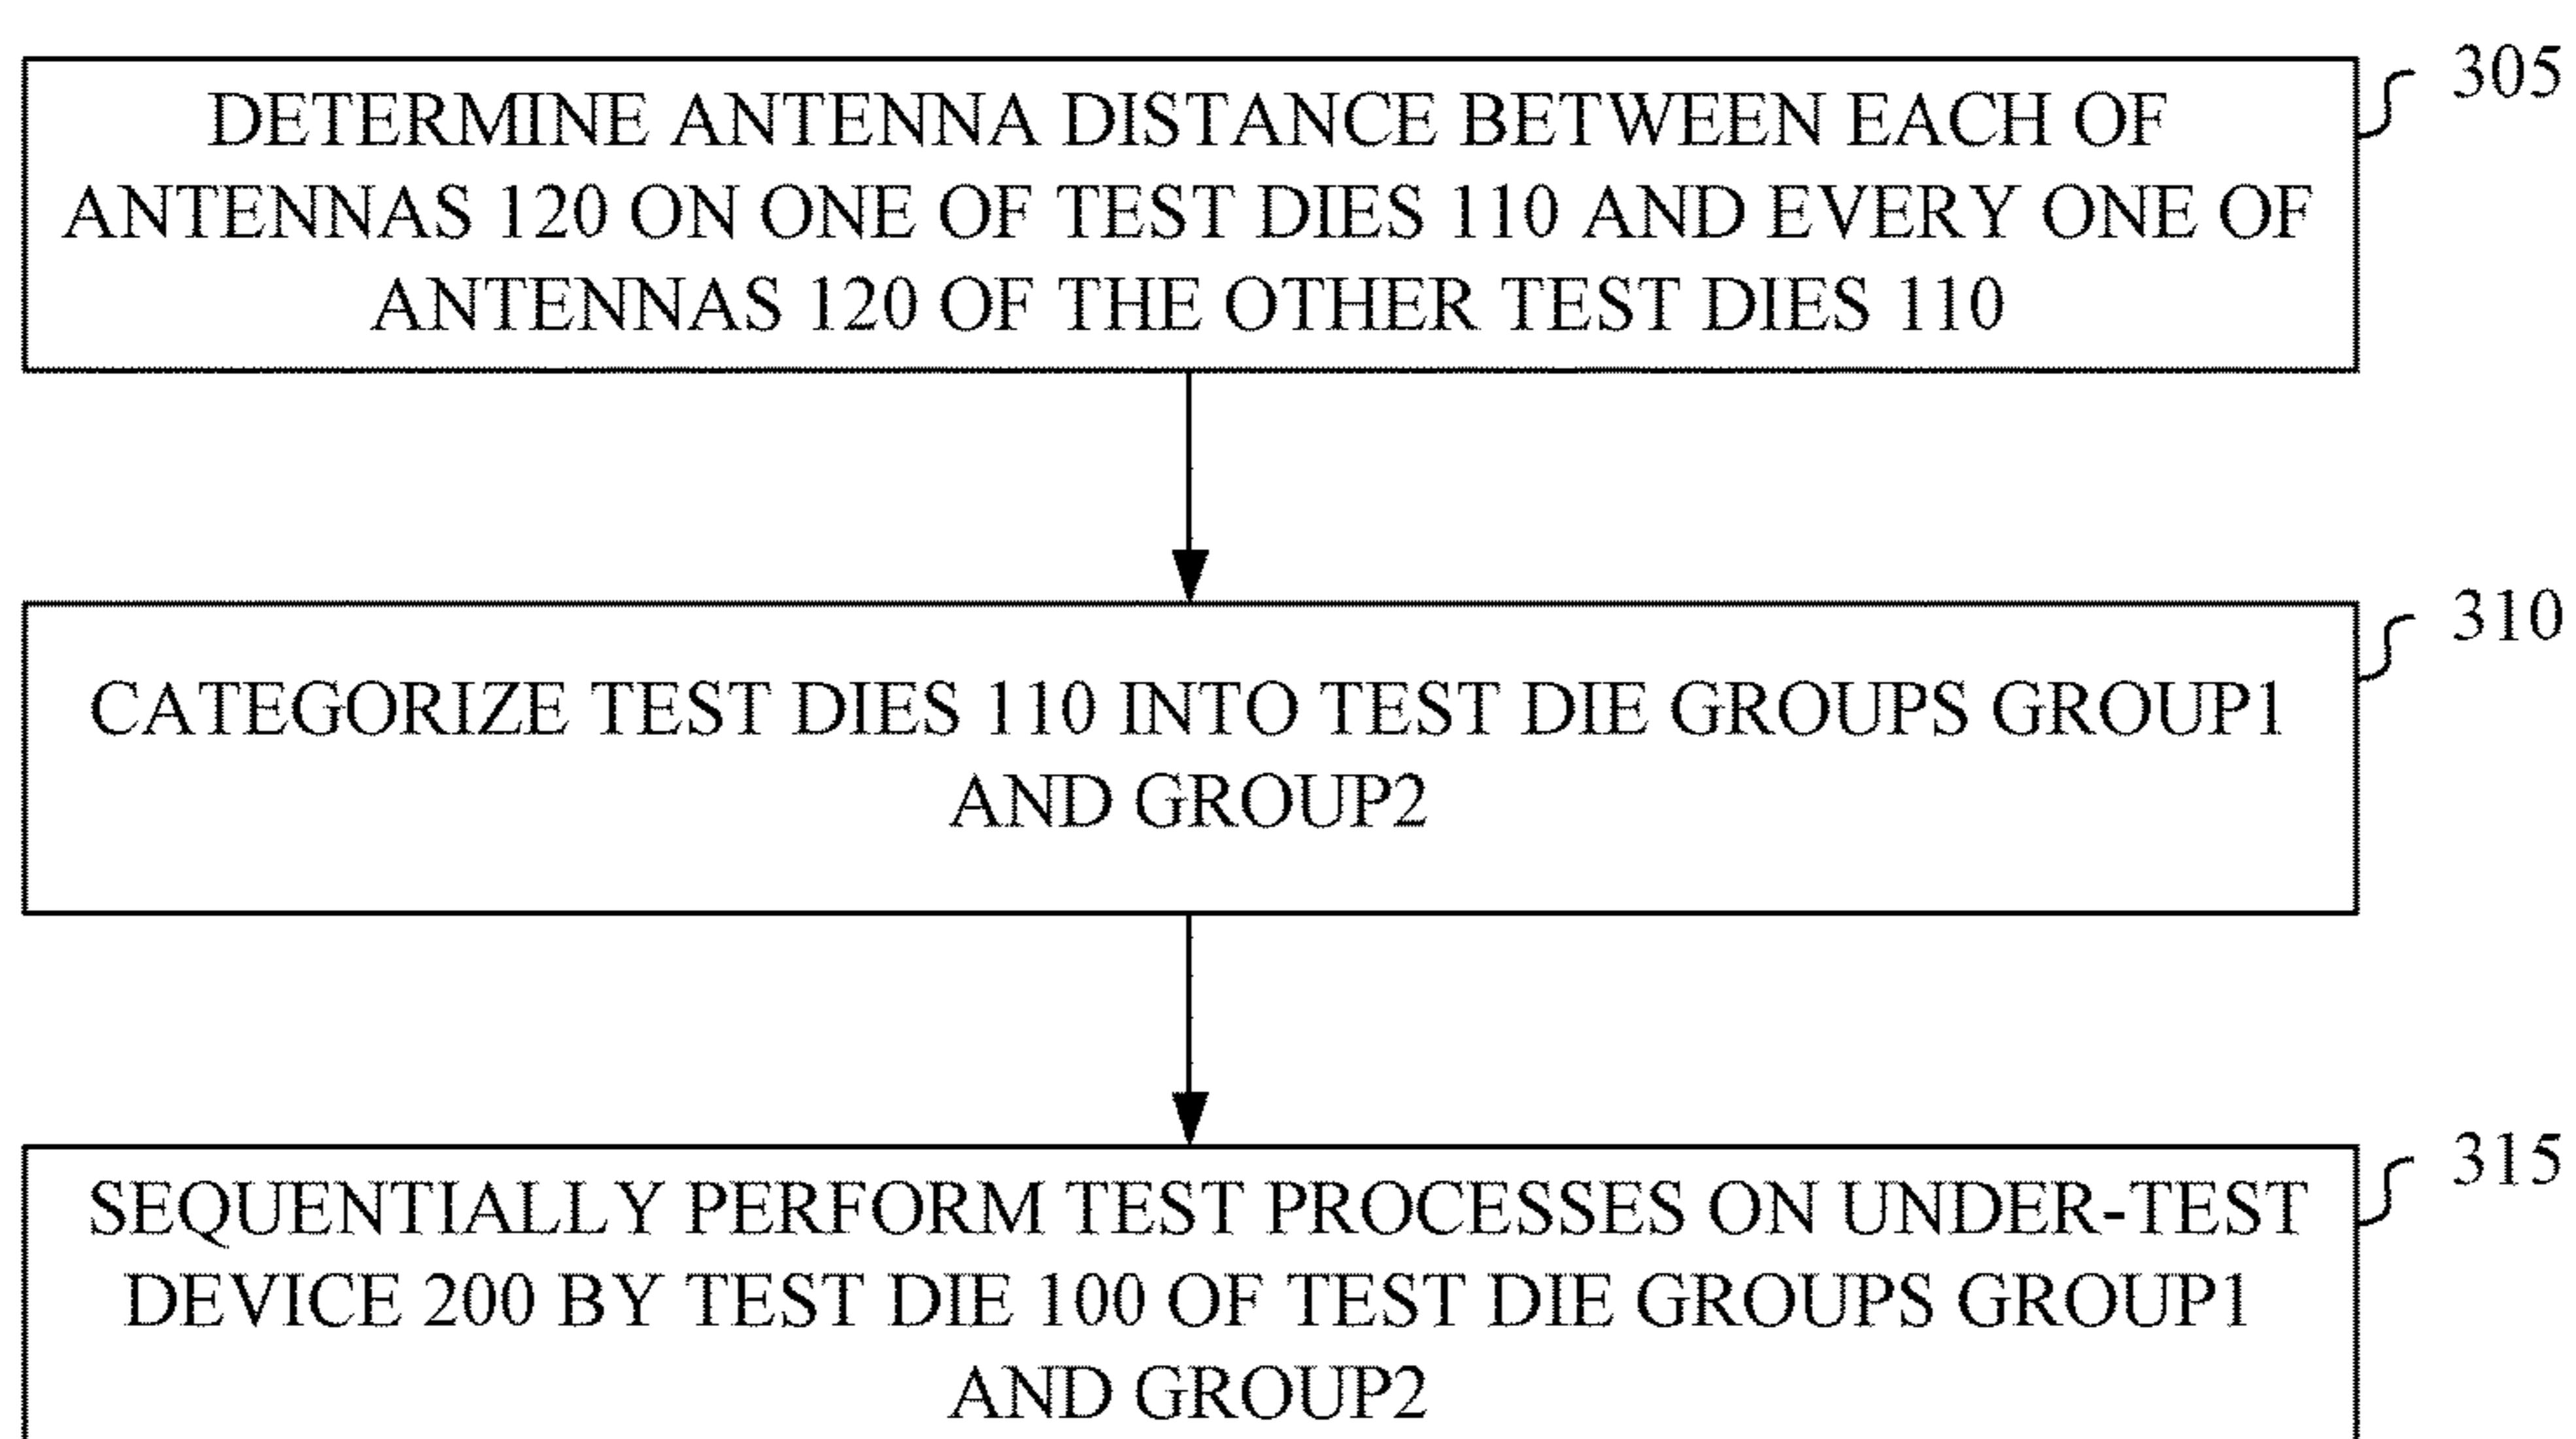 305
DETERMINE ANTENNA DISTANCE BETWEEN EACH OF
ANTENNAS 120 ON ONE OF TEST DIES 110 AND EVERY ONE OF
ANTENNAS 120 OF THE OTHER TEST DIES 110
310
CATEGORIZE TEST DIES 110 INTO TEST DIE GROUPS GROUP1
AND GROUP2
315
SEQUENTIALLY PERFORM TEST PROCESSES ON UNDER-TEST
DEVICE 200 BY TEST DIE 100 OF TEST DIE GROUPS GROUP1
AND GROUP2